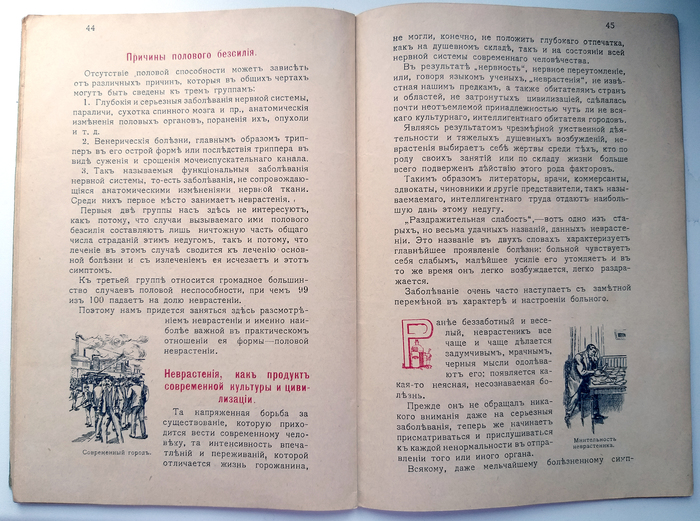 44
Причины полового безсилія.
Отсутствіе половой способности можетъ зависѣть
отъ различныхъ причинъ, которыя въ общихъ чертахъ
могутъ быть сведены къ тремъ группамъ:
1. Глубокія и серьезныя заболѣванія нервной системы,
параличи, сухотка спинного мозга и пр., анатомическія
измѣненія половыхъ органовъ, пораненія ихъ, опухоли
и т. д.
2. Венерическія болѣзни, главнымъ образомъ трип-
перъ въ его острой формѣ или послѣдствія триппера въ
видѣ суженія и срощенія мочеиспускательнаго канала.
3. Такъ называемыя функціональныя заболѣванія
нервной системы, то-есть заболѣванія, не сопровождаю-
щіяся анатомическими измѣненіями нервной ткани.
Среди нихъ первое мѣсто занимаетъ неврастенія.
Первыя двѣ группы насъ здѣсь не интересуютъ,
какъ потому, что случаи вызываемаго ими полового
безсилія составляютъ лишь ничтожную часть общаго
числа страданій этимъ недугомъ, такъ и потому, что
леченіе въ этомъ случаѣ сводится къ леченію основ-
ной болѣзни и съ излеченіемъ ея исчезаетъ и этотъ
симптомъ.
Къ третьей группѣ относится громадное большин-
ство случаевъ половой неспособности, при чемъ 99
изъ 100 падаетъ на долю неврастеніи.
Поэтому намъ придется заняться здѣсь разсмотрѣ-
ніемъ неврастеніи и именно наи-
болѣе важной въ практическомъ
отношеніи ея формы—половой
неврастеніи.
Неврастенія, какъ продуктъ
современной культуры и циви-
лизаціи.
Та напряженная борьба за
существованіе, которую прихо-
дится вести современному чело-
вѣку, та интенсивность впечат-
лѣній и переживаній, которой
отличается жизнь горожанина,
Современный городъ.
45
не могли, конечно, не положить глубокаго отпечатка,
какъ на душевномъ складѣ, такъ и на состояніи всей
нервной системы современнаго человѣчества.
Въ результатѣ „нервность“, нервное переутомленіе,
или, говоря языкомъ ученыхъ, „неврастенія“, не извѣ-
стная нашимъ предкамъ, а также обитателямъ странъ
и областей, не затронутыхъ цивилизаціей, сдѣлалась
почти неотъемлемой принадлежностью чуть ли не вся-
каго культурнаго, интеллигентнаго обитателя городовъ.
Являясь результатомъ чрезмѣрной умственной дѣя-
тельности и тяжелыхъ душевныхъ возбужденій, нев-
растенія выбираетъ себѣ жертвы среди тѣхъ, кто по
роду своихъ занятій или по складу жизни больше
всего подверженъ дѣйствію этого рода факторовъ.
Такимъ образомъ литераторы, врачи, коммерсанты,
адвокаты, чиновники и другіе представители, такъ назы-
ваемаго, интеллигентнаго труда отдаютъ наиболь-
шую дань этому недугу.
„Раздражительная слабость“,—вотъ одно изъ ста-
рыхъ, но весьма удачныхъ названій, данныхъ неврасте-
ніи. Это названіе въ двухъ словахъ характеризуетъ
главнѣйшее проявленіе болѣзни: больной чувствуетъ
себя слабымъ, малѣйшее усиліе его утомляетъ и въ
то же время онъ легко возбуждается, легко раздра-
жается.
Заболѣваніе очень часто наступаетъ съ замѣтной
перемѣной въ характерѣ и настроеніи больного.
Ранѣе беззаботный и весе-
лый, неврастеникъ все
чаще и чаще дѣлается
задумчивымъ, мрачнымъ,
черныя мысли одолѣва-
ютъ его; появляется ка-
кая-то неясная, несознаваемая бо-
лѣзнь.
Прежде онъ не обращалъ ника-
кого вниманія даже на серьезныя
заболѣванія, теперь же начинаетъ
присматриваться и прислушиваться
къ каждой ненормальности въ отправ-
леніи того или иного органа.
Всякому, даже мельчайшему болѣзненному симп-
Мнительность
неврастеника.